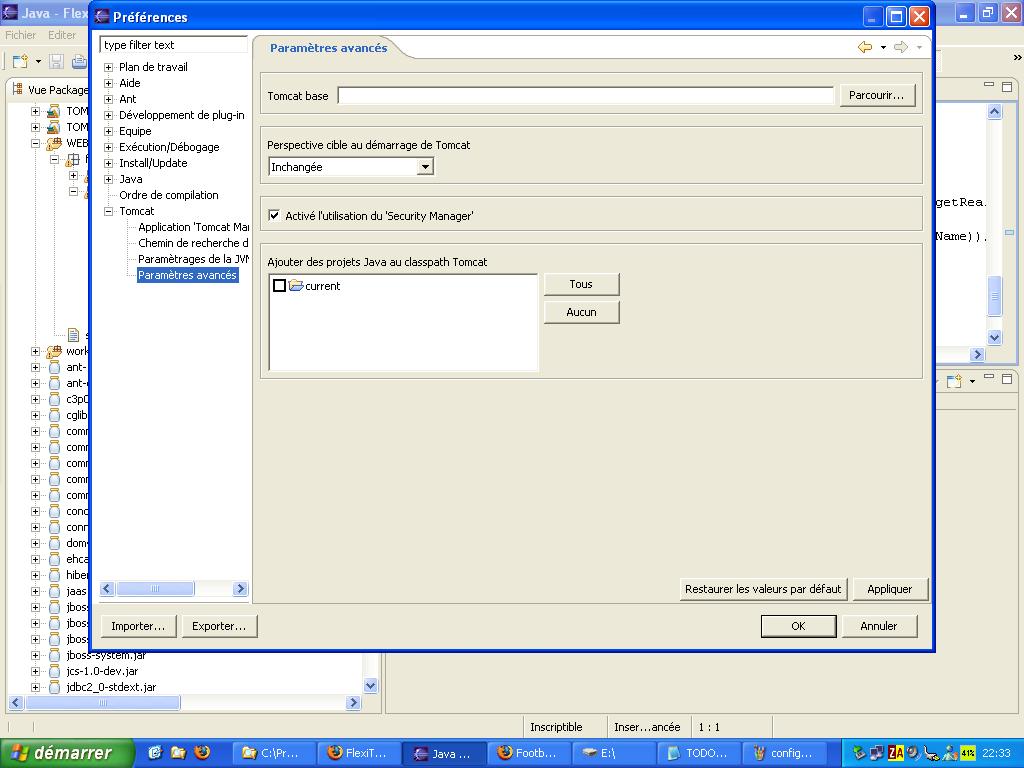 Java - Flex
Préférences
Fichier Editer
type filter text
Paramètres avancés
Plan de travail
Aide
Ant
Développement de plug-in
Equipe
Exécution/Débogage
Install/Update
Java
Ordre de compilation
Tomcat
Application 'Tomcat Ma
Chemin de recherche d
Paramètrages de la JVM
Paramètres avancés
Tomcat base
Parcourir...
Perspective cible au démarrage de Tomcat
Inchangée
Activé l'utilisation du 'Security Manager'
Ajouter des projets Java au classpath Tomcat
current
Tous
Aucun
Restaurer les valeurs par défaut
Appliquer
Importer...
Exporter...
OK
Annuler
Vue Package
TOM
TOM
WEB
work
ant-
ant-
c3p0
cglib
comm
comm
comm
comm
comm
conc
conn
dom4
ehca
hiber
jaas
jbos
jbos
jbos
jboss-system.jar
jcs-1.0-dev.jar
jdbc2_0-stdext.jar
getRea
Name)).
Inscriptible
Inser...ancée
1 : 1
démarrer
C:\Pr...
FlexiT...
Java ...
Footb...
E:\
TODO...
config...
ZA
41%
22:33